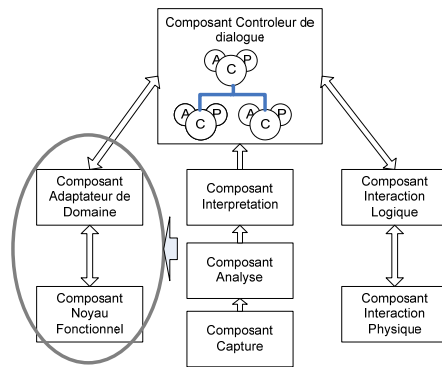 Composant Controleur de
dialogue
A
P
C
A
P
C
A
P
C
Composant
Adaptateur de
Domaine
Composant
Interpretation
Composant
Interaction
Logique
Composant
Analyse
Composant
Noyau
Fonctionnel
Composant
Capture
Composant
Interaction
Physique